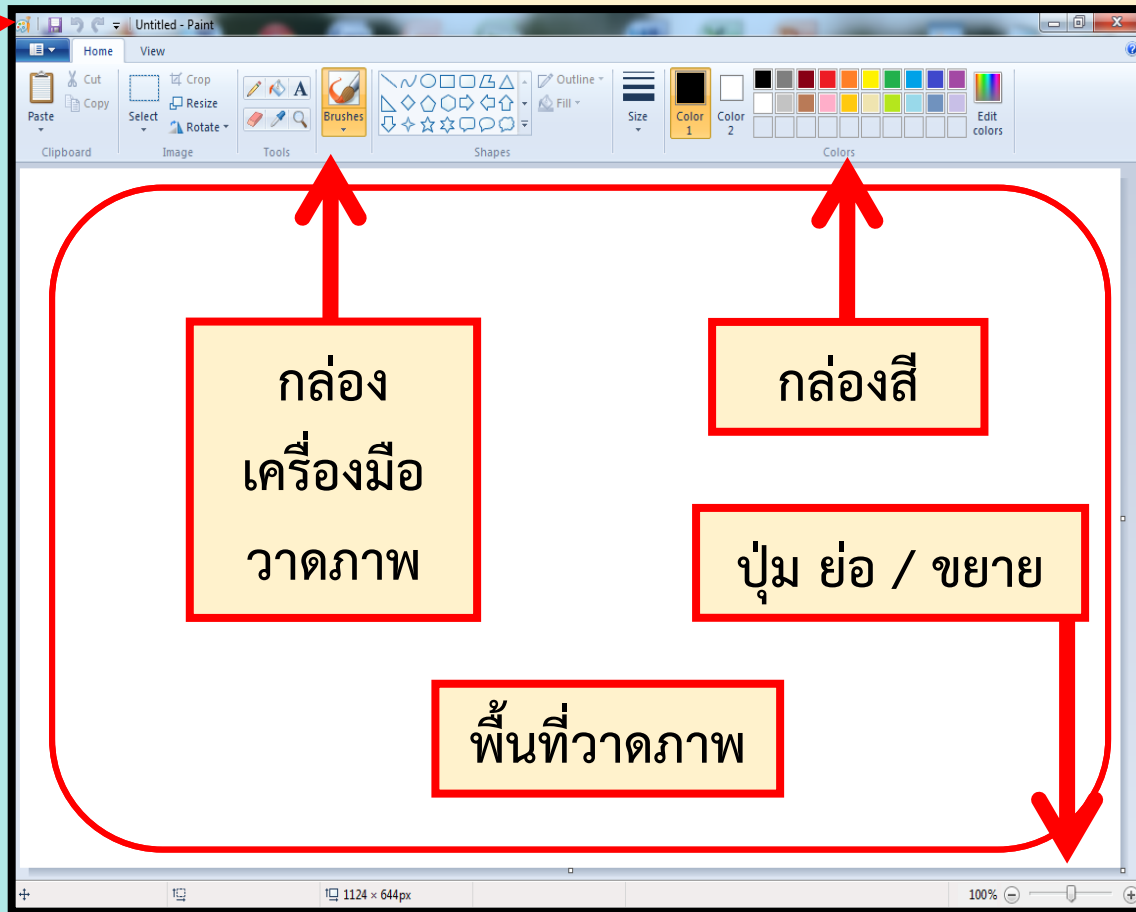 Untitled - Paint
Home View
Paste
Cut
Copy
Clipboard
Select
Crop
Resize
Rotate
Image
A
Tools
Brushes
Outline
Fill
Shapes
Size
Color 1
Color 2
Edit colors
Colors
กล่อง
เครื่องมือ
วาดภาพ
กล่องสี
ปุ่ม ย่อ / ขยาย
พื้นที่วาดภาพ
1124 × 644px
100%